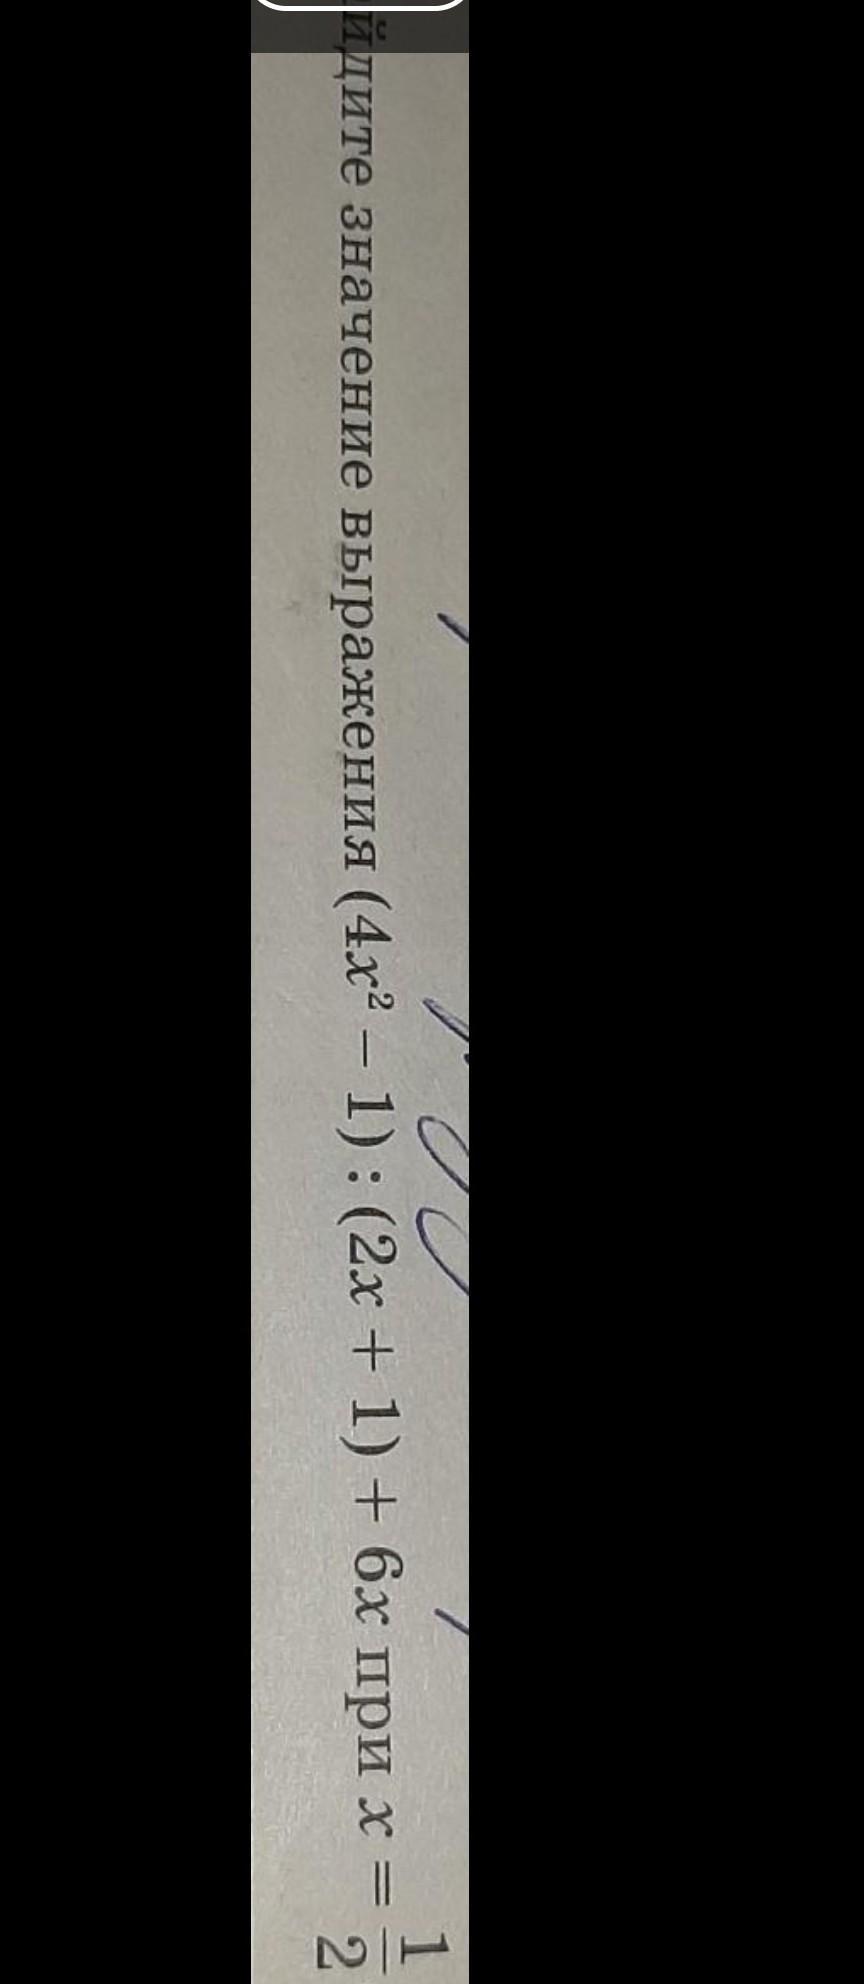 йдите значение выражения (4x² − 1) : (2x + 1) + 6x при x = 1/2